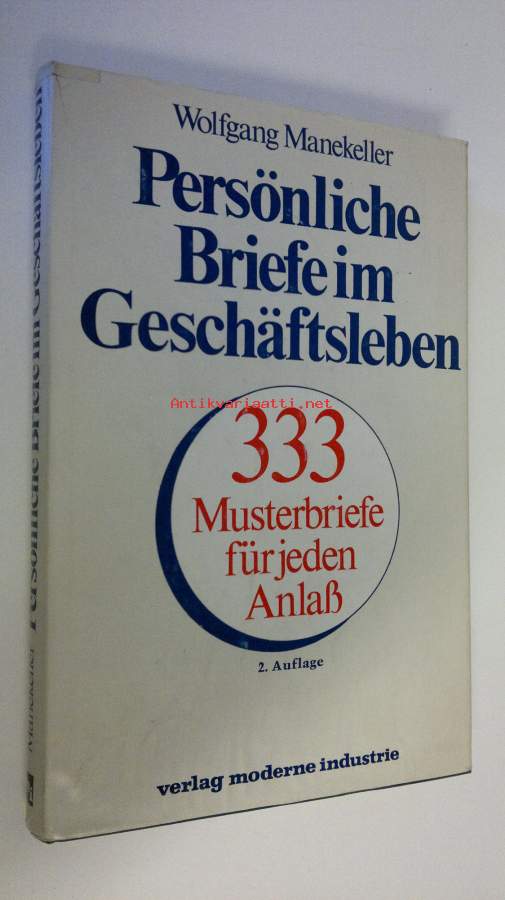 Wolfgang Manekeller
Persönliche
Briefe im
Geschäftsleben
Antikvariaatti.net
333
Musterbriefe
für jeden
Anlaß
2. Auflage
verlag moderne industrie
Manekeller Persönliche Briefe im Geschäftsleben